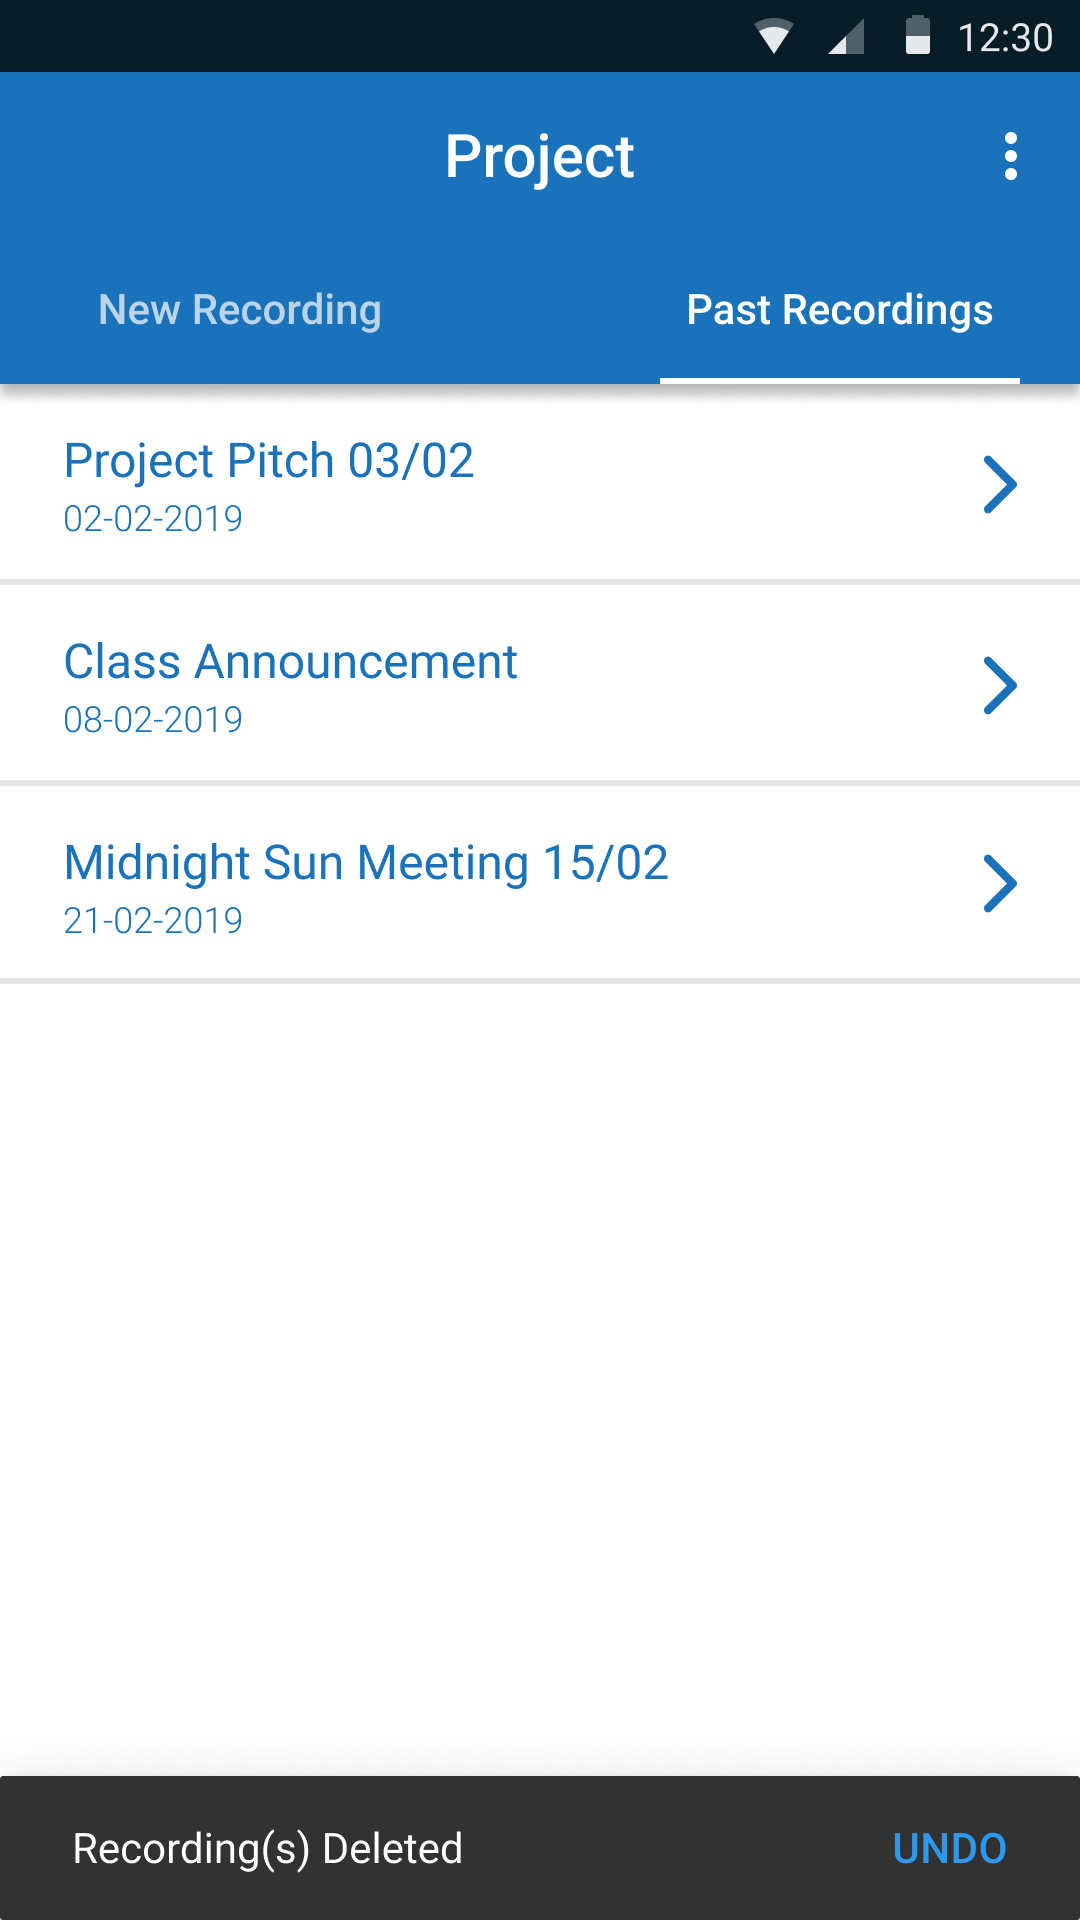 12:30
Project
New Recording
Past Recordings
Project Pitch 03/02
02-02-2019
Class Announcement
08-02-2019
Midnight Sun Meeting 15/02
21-02-2019
Recording(s) Deleted
UNDO